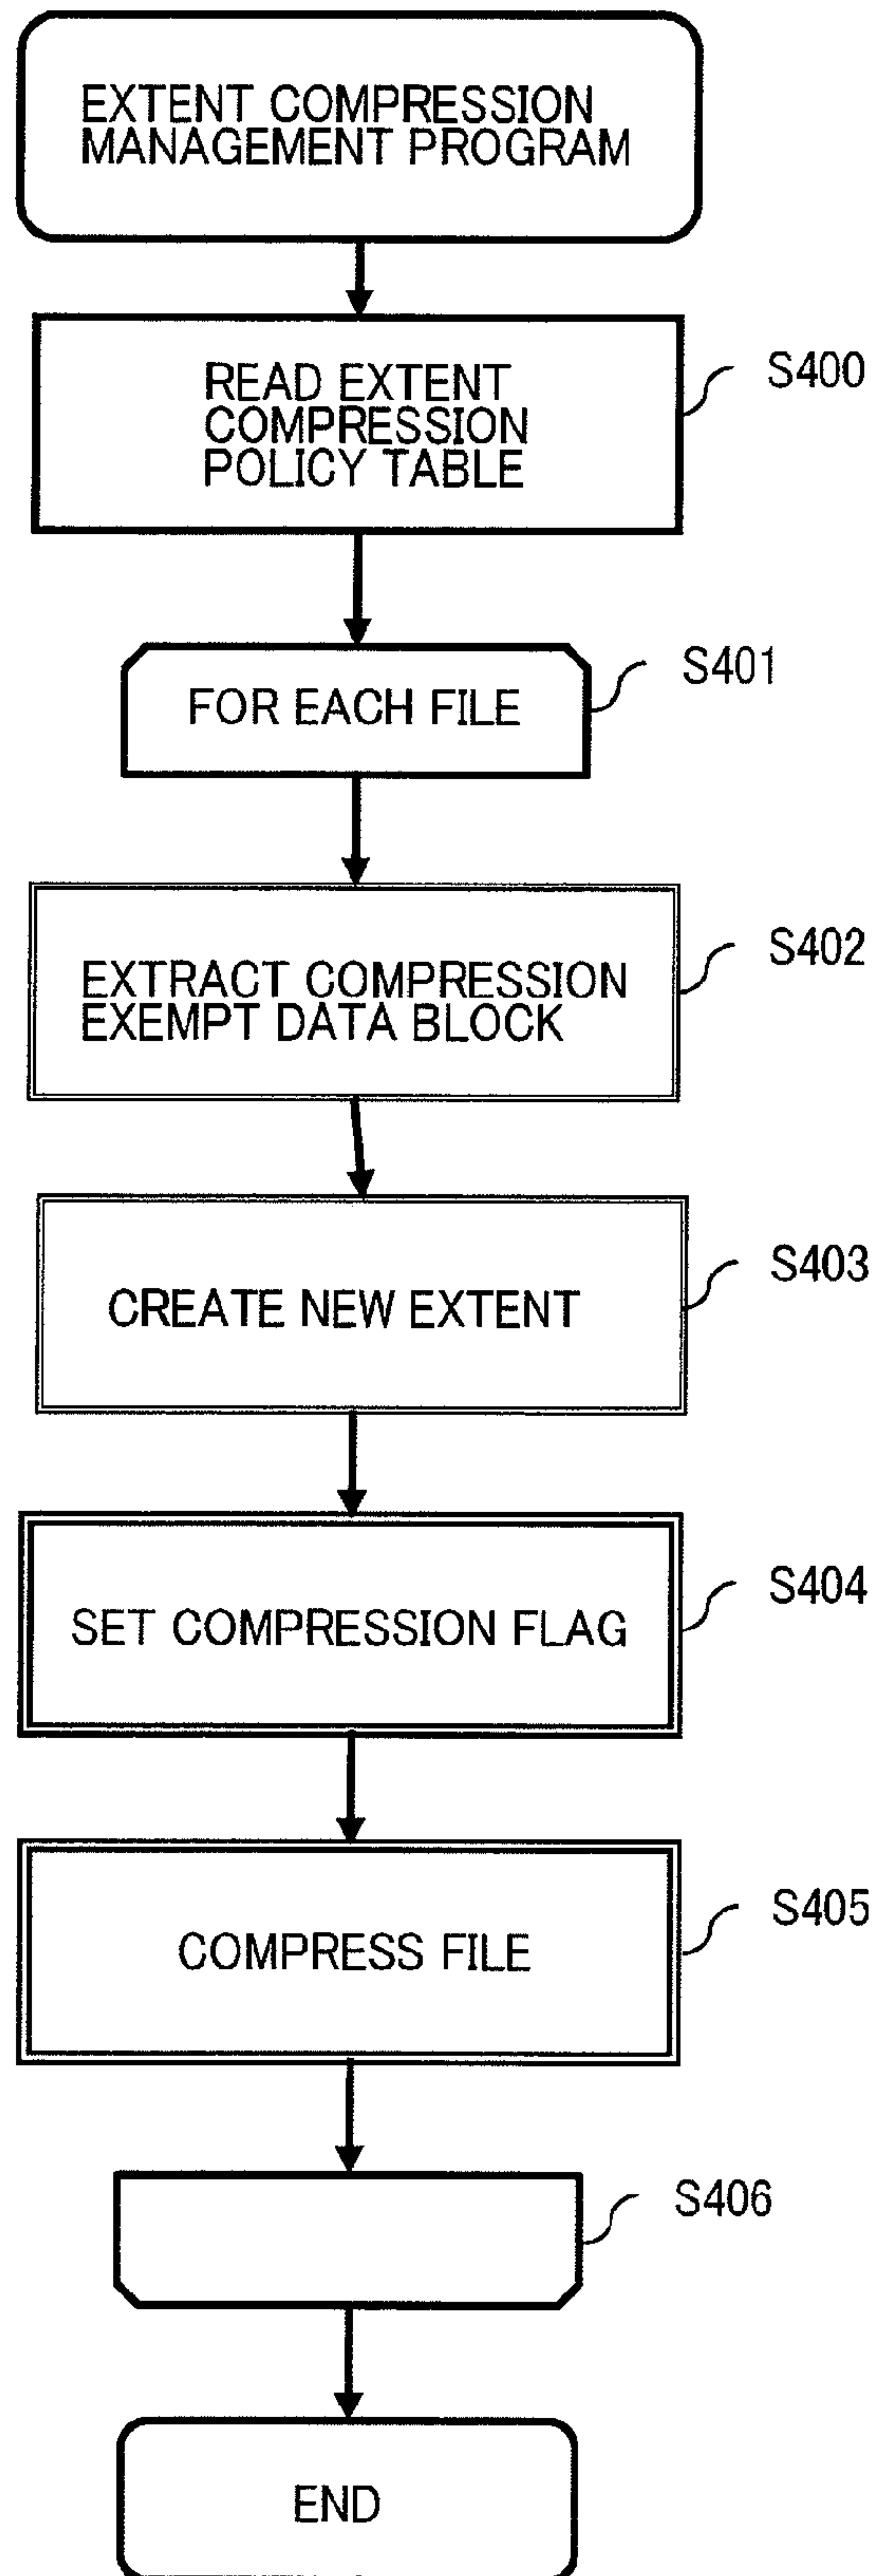 EXTENT COMPRESSION
MANAGEMENT PROGRAM
READ EXTENT
COMPRESSION
POLICY TABLE
S400
FOR EACH FILE
S401
EXTRACT COMPRESSION
EXEMPT DATA BLOCK
S402
CREATE NEW EXTENT
S403
SET COMPRESSION FLAG
S404
COMPRESS FILE
S405
S406
END